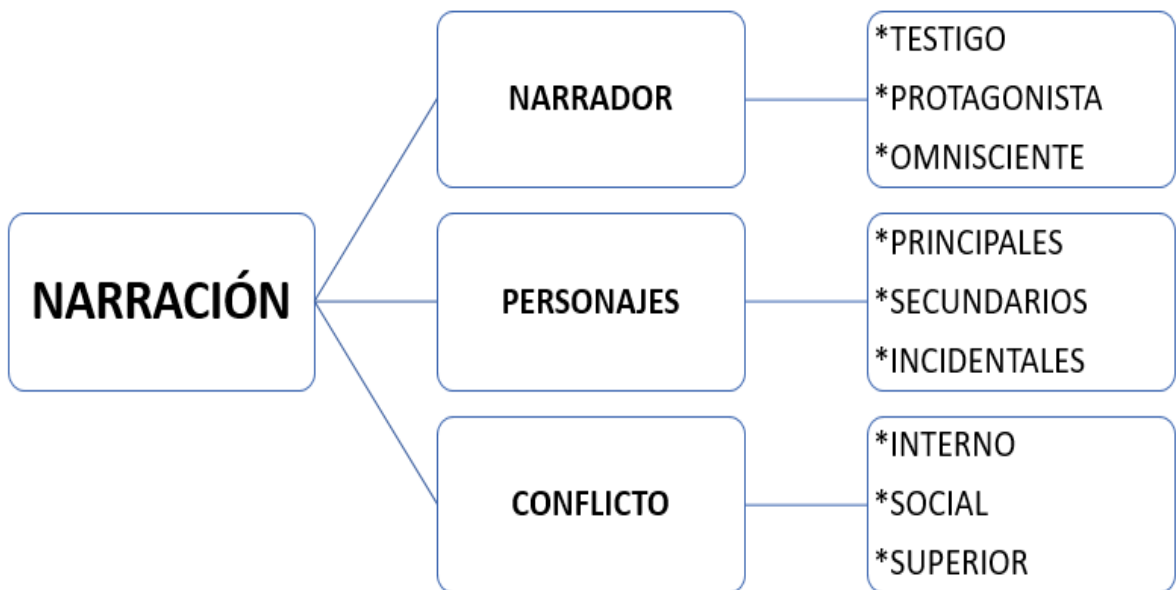 NARRACIÓN
NARRADOR
*TESTIGO
*PROTAGONISTA
*OMNISCIENTE
PERSONAJES
*PRINCIPALES
*SECUNDARIOS
*INCIDENTALES
CONFLICTO
*INTERNO
*SOCIAL
*SUPERIOR